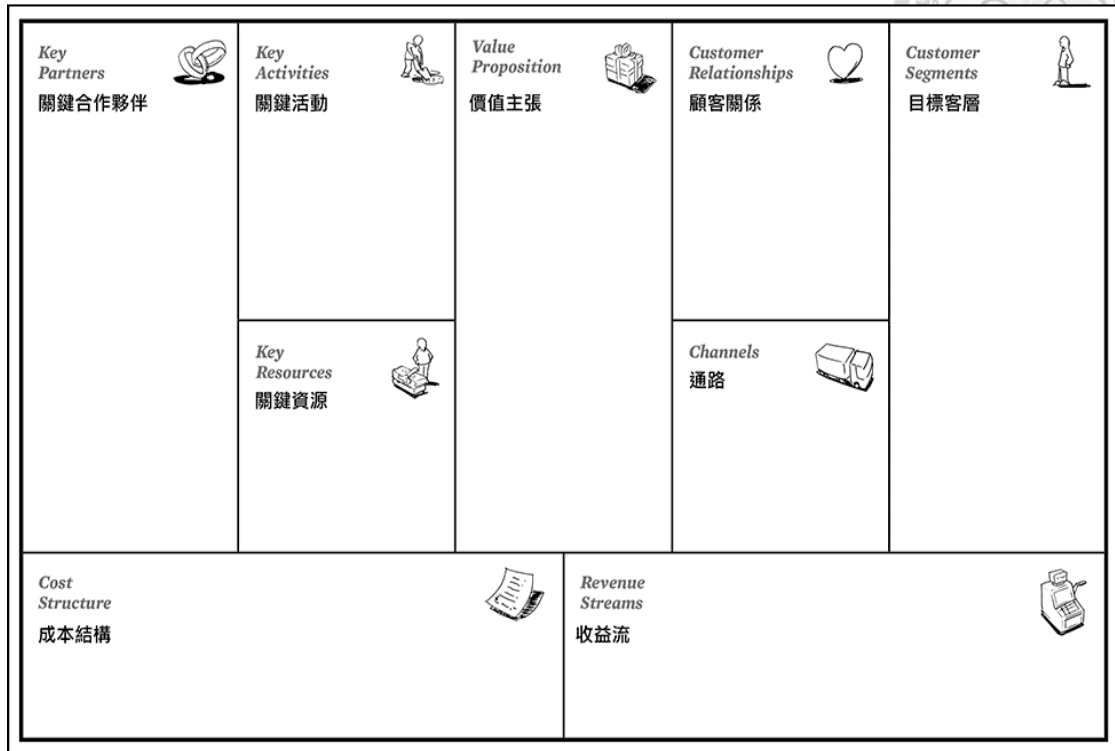 Key
Partners
關鍵合作夥伴
Key
Activities
關鍵活動
Key
Resources
關鍵資源
Value
Proposition
價值主張
Customer
Relationships
顧客關係
Channels
通路
Customer
Segments
目標客層
Cost
Structure
成本結構
Revenue
Streams
收益流